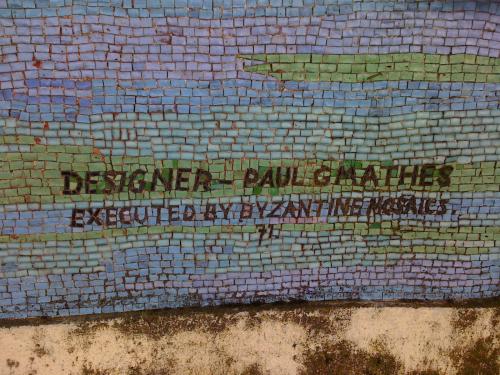 DESIGNER - PAUL G MATHES
EXECUTED BY BYZANTINE MOSAICS.
71